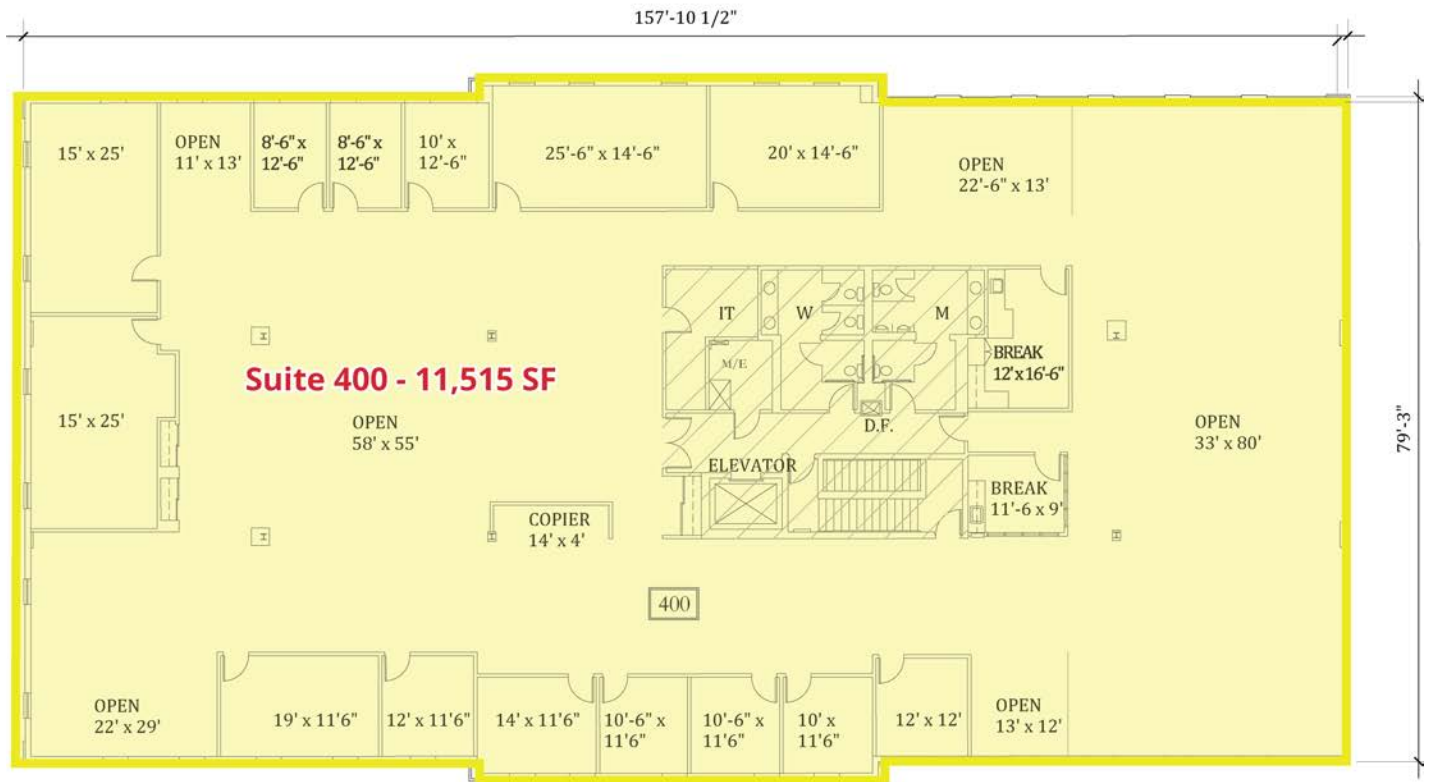 157'-10 1/2"
15' x 25'
OPEN
11' x 13'
8'-6" x
12'-6"
8'-6" x
12'-6"
10' x
12'-6"
25'-6" x 14'-6"
20' x 14'-6"
OPEN
22'-6" x 13'
IT
W
M
M/E
BREAK
12'x16'-6"
Suite 400 - 11,515 SF
15' x 25'
OPEN
58' x 55'
D.F.
OPEN
33' x 80'
79'-3"
ELEVATOR
BREAK
11'-6 x 9'
COPIER
14' x 4'
400
OPEN
22' x 29'
19' x 11'6"
12' x 11'6"
14' x 11'6"
10'-6" x
11'6"
10'-6" x
11'6"
10' x
11'6"
12' x 12'
OPEN
13' x 12'